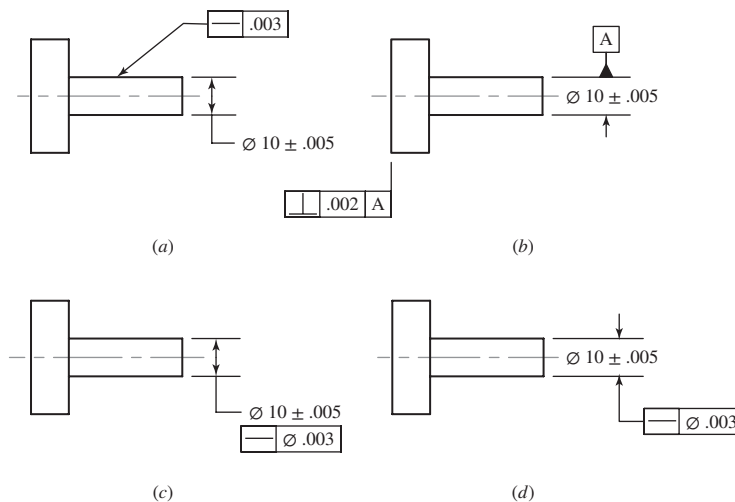 — .003
A
⌀ 10 ± .005
⌀ 10 ± .005
⊥ .002 A
(a)
(b)
⌀ 10 ± .005
⌀ 10 ± .005
— ⌀ .003
— ⌀ .003
(c)
(d)